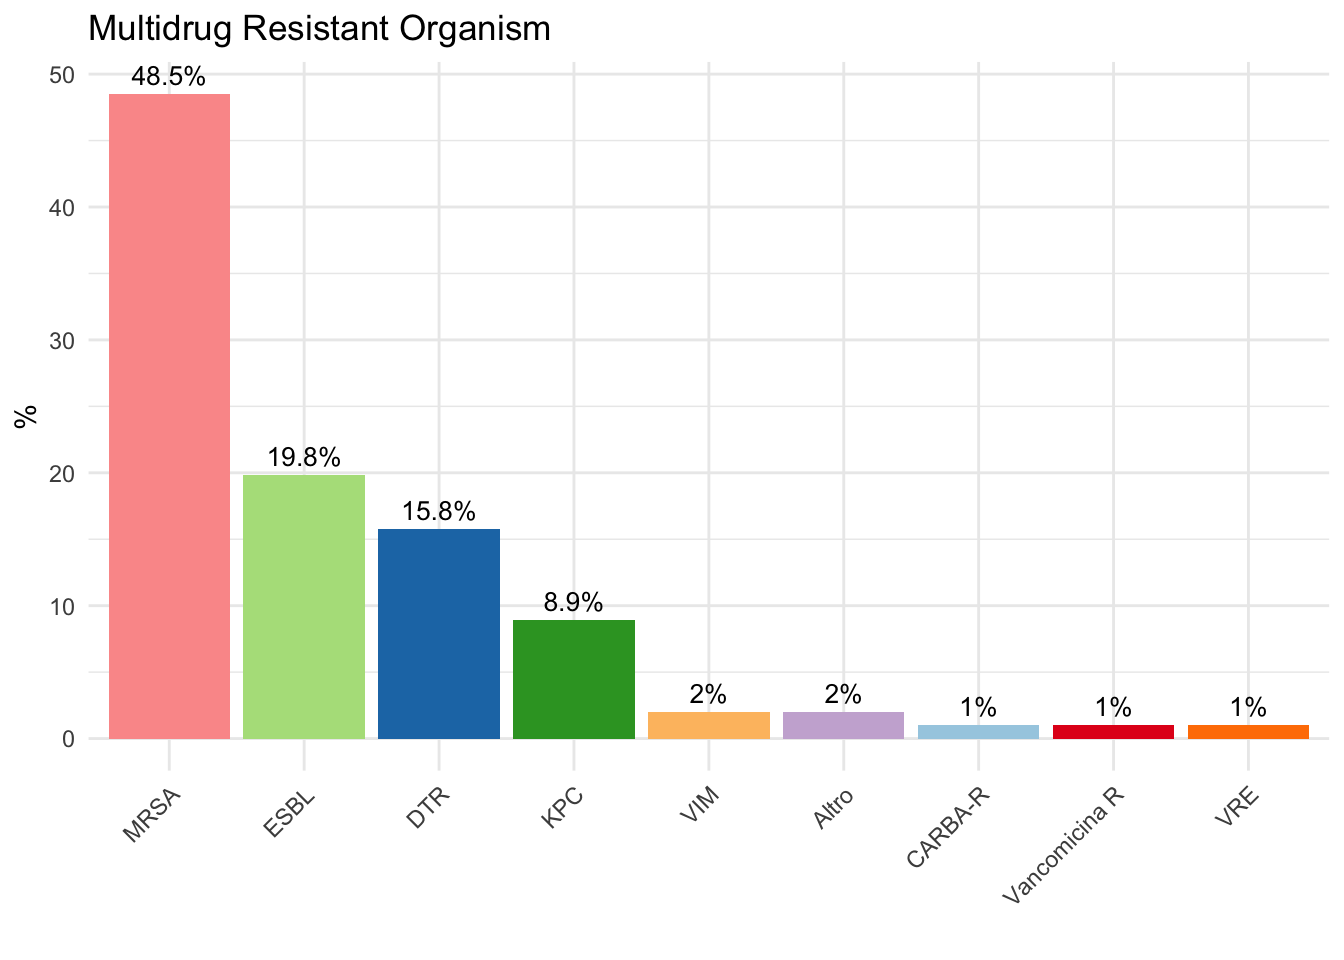 Multidrug Resistant Organism
%
50
40
30
20
10
0
48.5%
19.8%
15.8%
8.9%
2%
2%
1%
1%
1%
MRSA
ESBL
DTR
KPC
VIM
Altro
CARBA-R
Vancomicina R
VRE